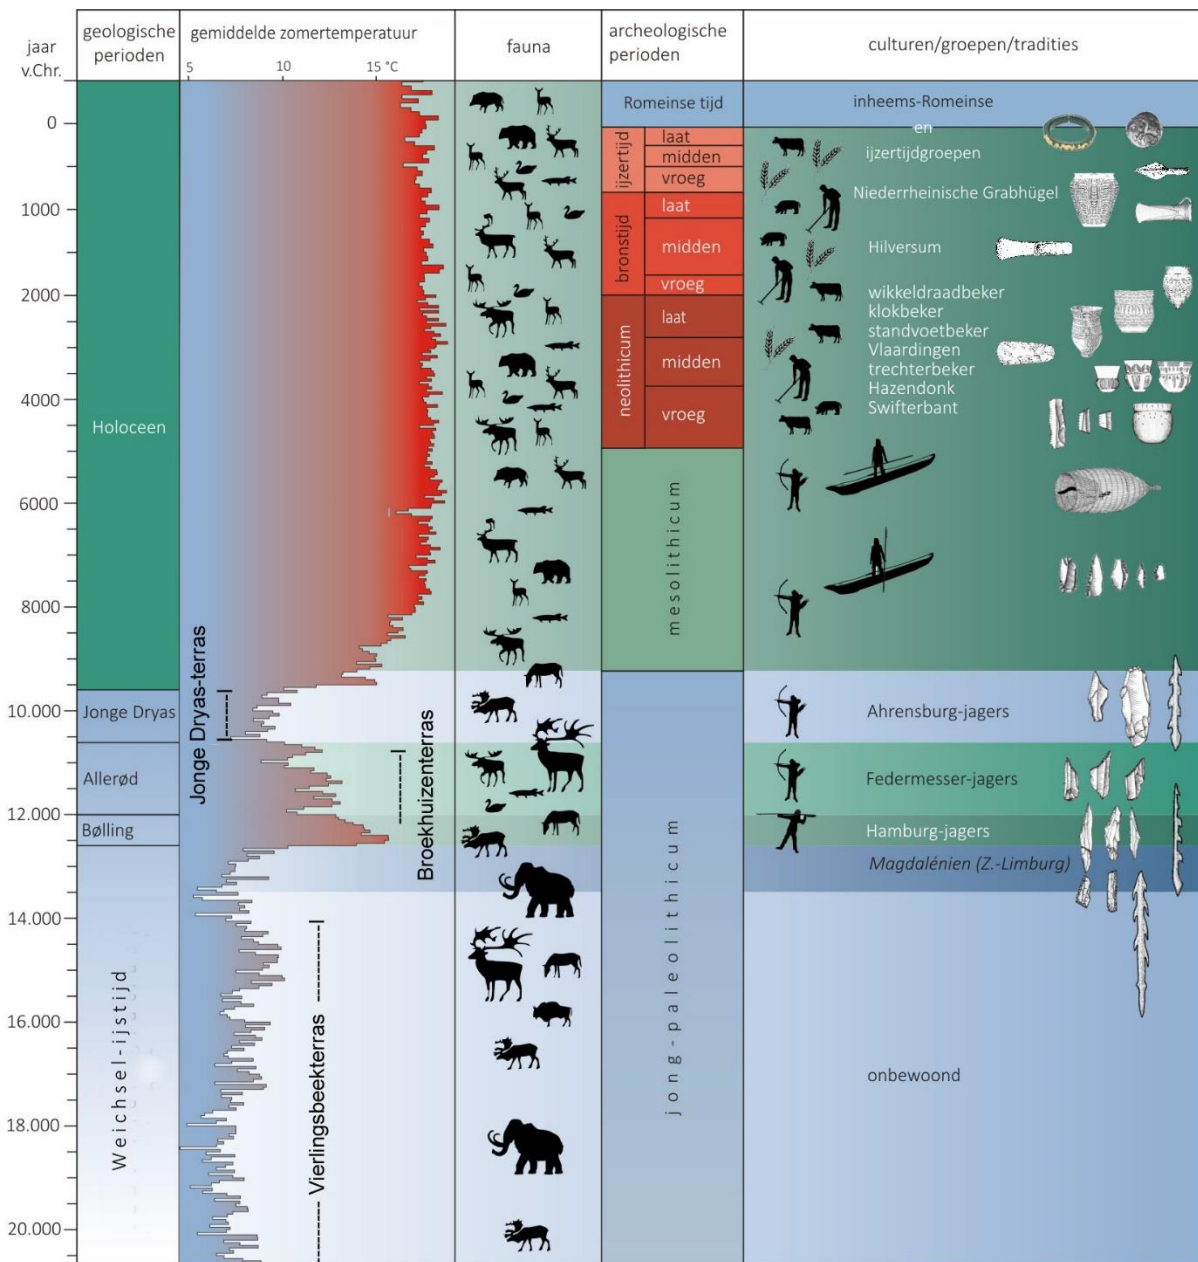 jaar
v.Chr.
geologische
perioden
gemiddelde zomertemperatuur
5
10
15 °C
fauna
archeologische
perioden
culturen/groepen/tradities
0
1000
2000
4000
6000
8000
10.000
12.000
14.000
16.000
18.000
20.000
Holoceen
Jonge Dryas
Allerød
Bølling
Weichsel-ijstijd
Jonge Dryas-terras
Broekhuizenterras
Vierlingsbeekterras
Romeinse tijd
ijzertijd
laat
midden
vroeg
bronstijd
laat
midden
vroeg
neolithicum
laat
midden
vroeg
mesolithicum
jong-paleolithicum
inheems-Romeinse
en
ijzertijdgroepen
Niederrheinische Grabhügel
Hilversum
wikkeldraadbeker
klokbeker
standvoetbeker
Vlaardingen
trechterbeker
Hazendonk
Swifterbant
Ahrensburg-jagers
Federmesser-jagers
Hamburg-jagers
Magdalénien (Z.-Limburg)
onbewoond